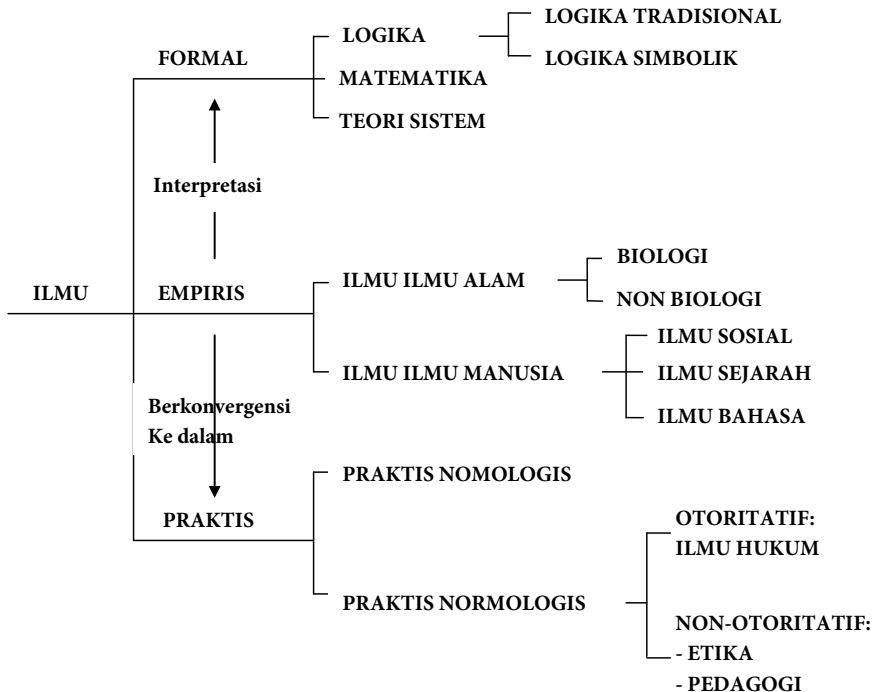 LOGIKA TRADISIONAL
LOGIKA
FORMAL
LOGIKA SIMBOLIK
MATEMATIKA
TEORI SISTEM
Interpretasi
BIOLOGI
ILMU ILMU ALAM
ILMU
EMPIRIS
NON BIOLOGI
ILMU SOSIAL
ILMU ILMU MANUSIA
ILMU SEJARAH
Berkonvergensi
ILMU BAHASA
Ke dalam
PRAKTIS NOMOLOGIS
PRAKTIS
OTORITATIF:
ILMU HUKUM
PRAKTIS NORMOLOGIS
NON-OTORITATIF:
- ETIKA
- PEDAGOGI